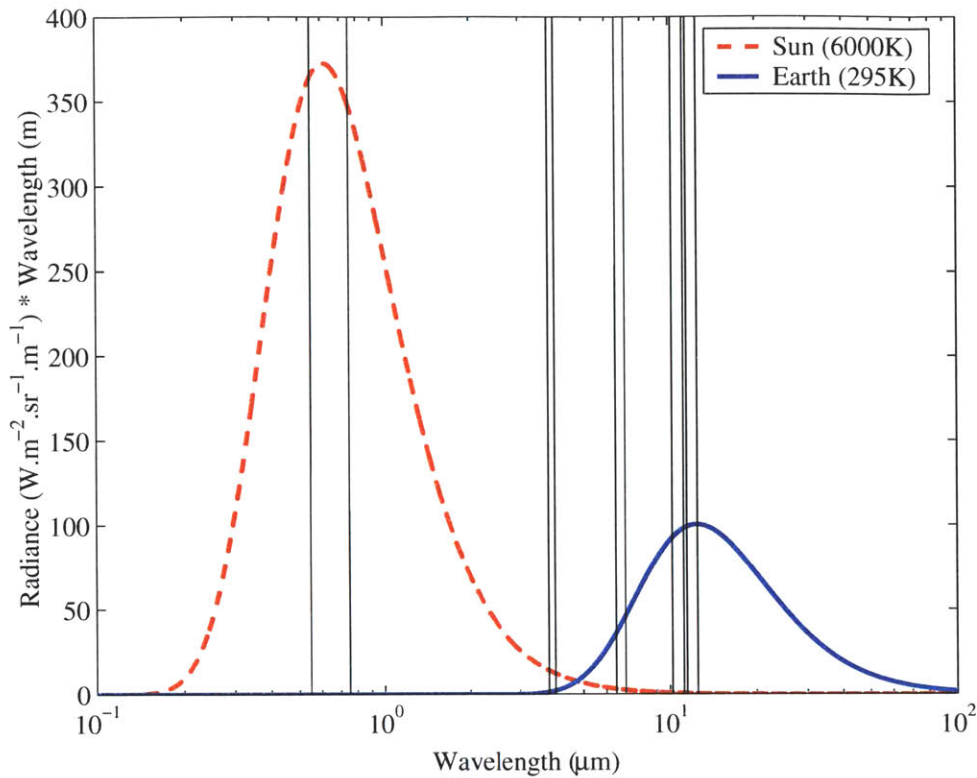 400
350
300
250
200
150
100
50
0
Radiance (W.m⁻².sr⁻¹.m⁻¹) * Wavelength (m)
Sun (6000K)
Earth (295K)
10⁻¹ 10⁰ 10¹ 10²
Wavelength (μm)